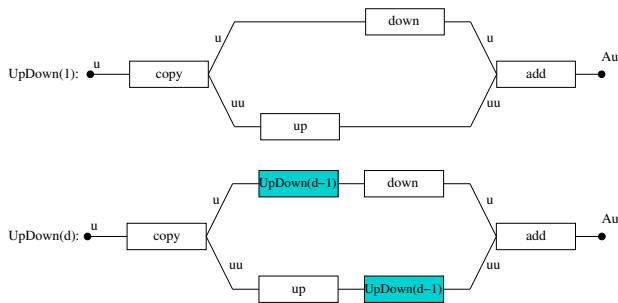 down
u u
UpDown(1): u copy add Au
uu uu
up
UpDown(d−1) down
u u
UpDown(d): u copy add Au
uu uu
up UpDown(d−1)